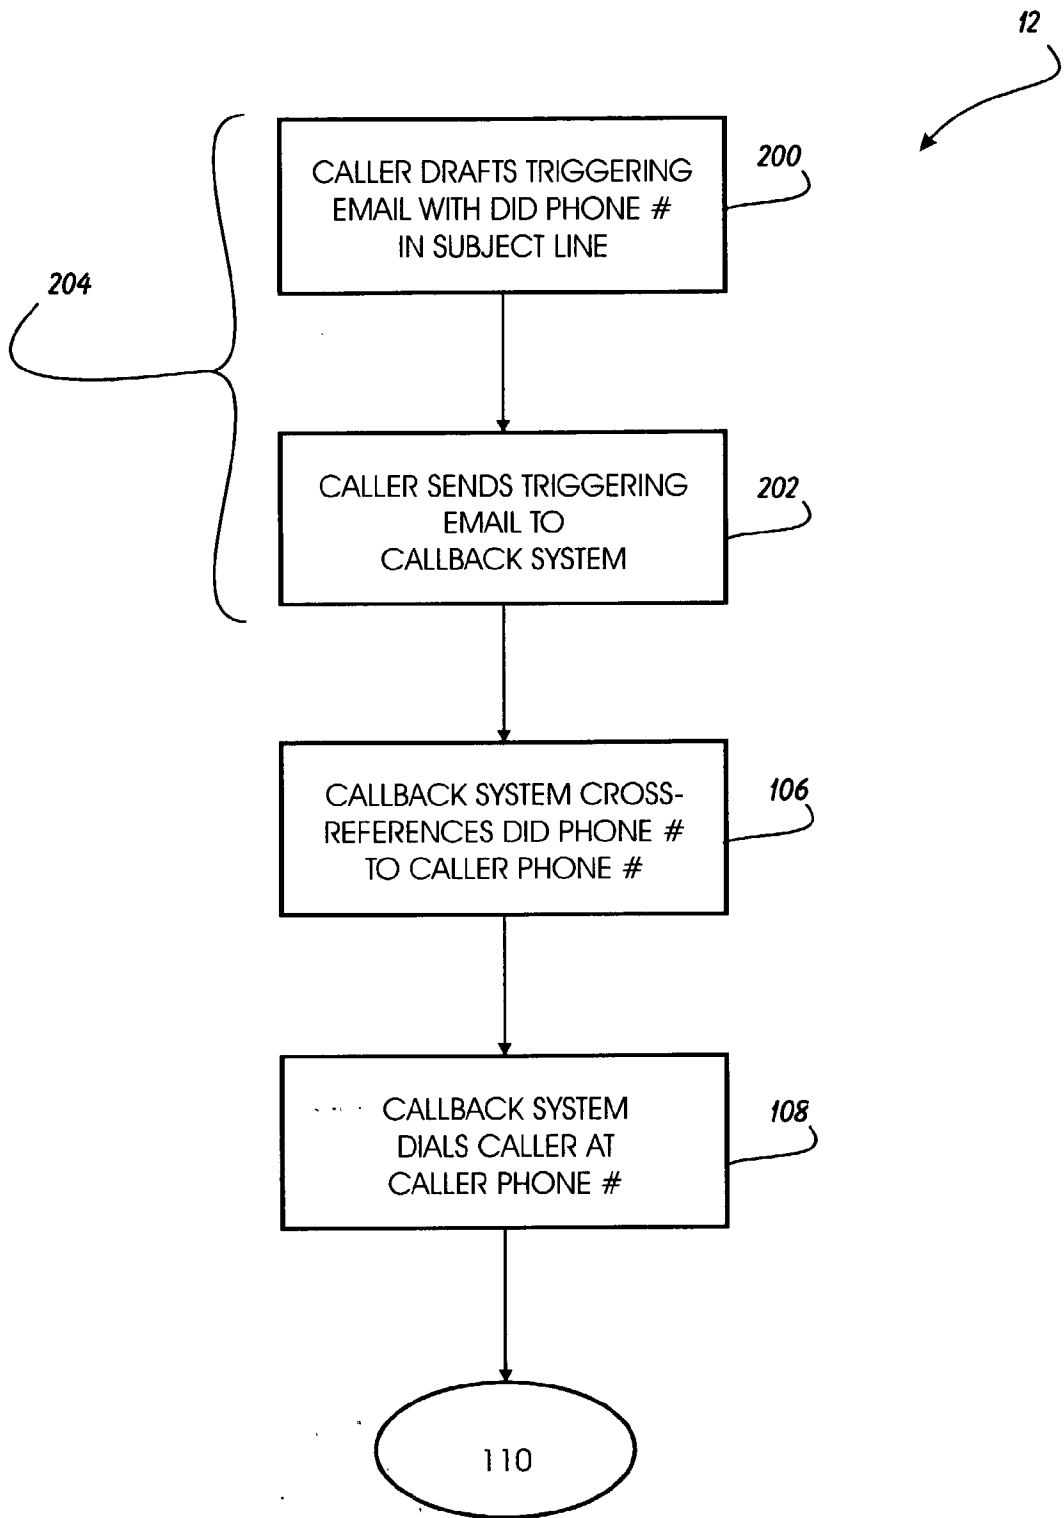 12
CALLER DRAFTS TRIGGERING
EMAIL WITH DID PHONE #
IN SUBJECT LINE
200
204
CALLER SENDS TRIGGERING
EMAIL TO
CALLBACK SYSTEM
202
CALLBACK SYSTEM CROSS-
REFERENCES DID PHONE #
TO CALLER PHONE #
106
CALLBACK SYSTEM
DIALS CALLER AT
CALLER PHONE #
108
110